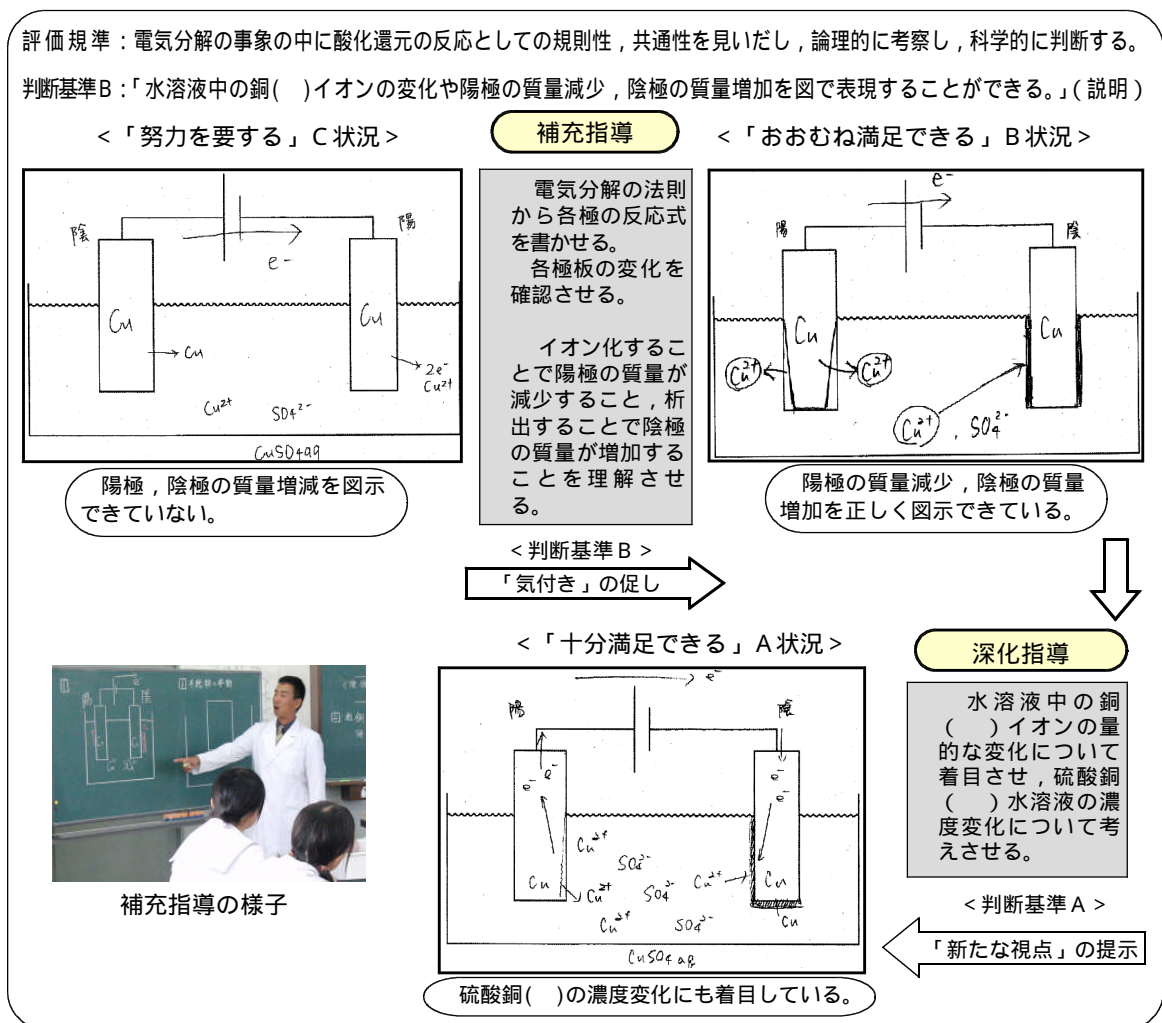 評価規準：電気分解の事象の中に酸化還元の反応としての規則性，共通性を見いだし，論理的に考察し，科学的に判断する。
判断基準Ｂ：「水溶液中の銅(　)イオンの変化や陽極の質量減少，陰極の質量増加を図で表現することができる。」（説明）
＜「努力を要する」Ｃ状況＞
陰
陽
e-
Cu
Cu
→Cu
2e-
Cu2+
Cu2+
SO42-
CuSO4aq
陽極，陰極の質量増減を図示
できていない。
補充指導
電気分解の法則
から各極の反応式
を書かせる。
各極板の変化を
確認させる。
イオン化するこ
とで陽極の質量が
減少すること，析
出することで陰極
の質量が増加する
ことを理解させ
る。
＜判断基準Ｂ＞
「気付き」の促し
＜「おおむね満足できる」Ｂ状況＞
e-
陽
陰
Cu
Cu
Cu2+
Cu2+
Cu2+ , SO42-
陽極の質量減少，陰極の質量
増加を正しく図示できている。
深化指導
水溶液中の銅
(　)イオンの量
的な変化について
着目させ，硫酸銅
(　)水溶液の濃
度変化について考
えさせる。
＜判断基準Ａ＞
「新たな視点」の提示
＜「十分満足できる」Ａ状況＞
e-
陽
陰
e-
e-
e-
e-
Cu2+
SO42-
Cu
Cu2+
SO42-
Cu2+
Cu
Cu2+
SO42-
Cu
CuSO4aq
硫酸銅(　)の濃度変化にも着目している。
陽
陰
補充指導の様子